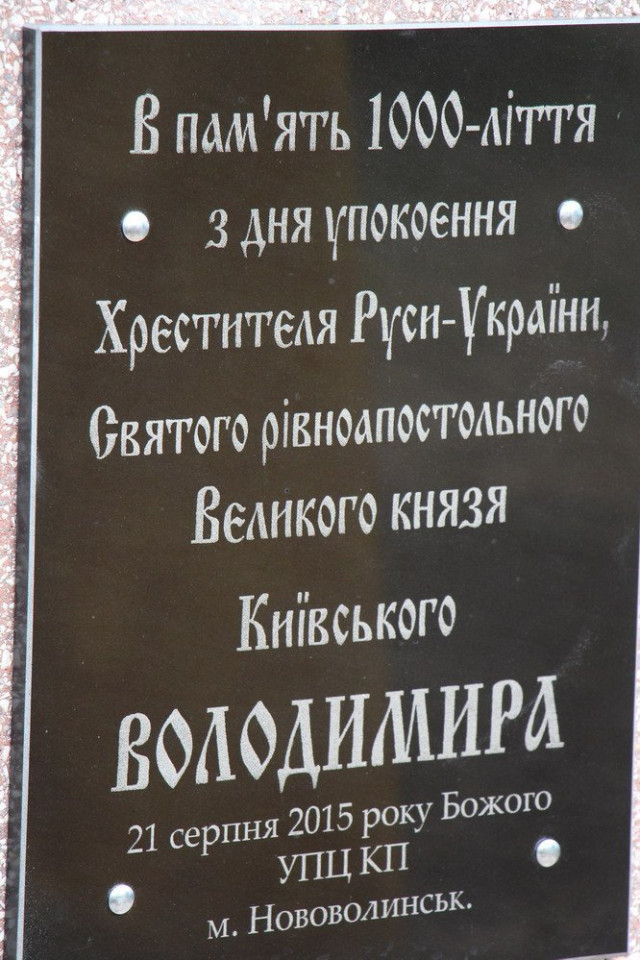 В пам'ять 1000-ліття
з дня упокоєння
Хрестителя Руси-України,
Святого рівноапостольного
Великого князя
Київського
ВОЛОДИМИРА
21 серпня 2015 року Божого
УПЦ КП
м. Нововолинськ.